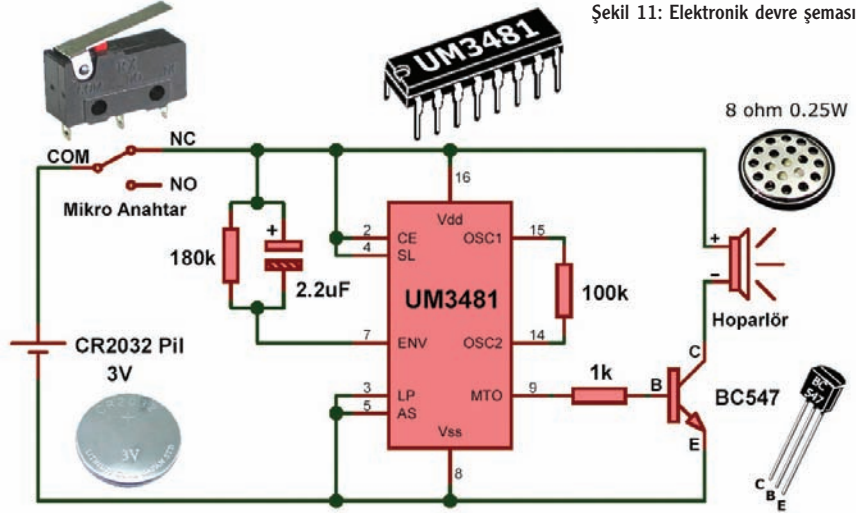 Şekil 11: Elektronik devre şeması
UM3481
8 ohm 0.25W
COM
NC
NO
Mikro Anahtar
16
Vdd
2
CE
4
SL
OSC1
15
180k
+
2.2uF
UM3481
100k
+
-
Hoparlör
7
ENV
OSC2
14
CR2032 Pil
3V
3
LP
5
AS
MTO
9
1k
B
C
E
BC547
Vss
8
3V
BC
547
C
B
E